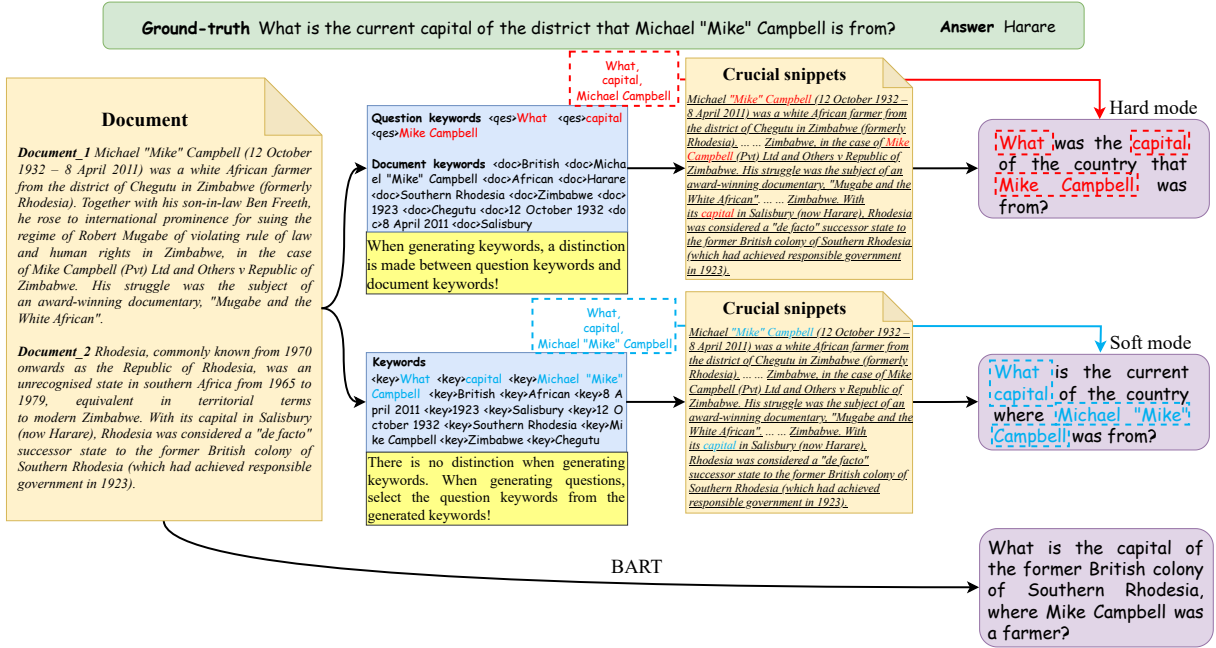 Ground-truth What is the current capital of the district that Michael "Mike" Campbell is from? Answer Harare
Document
Document_1 Michael "Mike" Campbell (12 October
1932 – 8 April 2011) was a white African farmer
from the district of Chegutu in Zimbabwe (formerly
Rhodesia). Together with his son-in-law Ben Freeth,
he rose to international prominence for suing the
regime of Robert Mugabe of violating rule of law
and human rights in Zimbabwe, in the case
of Mike Campbell (Pvt) Ltd and Others v Republic of
Zimbabwe. His struggle was the subject of
an award-winning documentary, "Mugabe and the
White African".
Document_2 Rhodesia, commonly known from 1970
onwards as the Republic of Rhodesia, was an
unrecognised state in southern Africa from 1965 to
1979, equivalent in territorial terms
to modern Zimbabwe. With its capital in Salisbury
(now Harare), Rhodesia was considered a "de facto"
successor state to the former British colony of
Southern Rhodesia (which had achieved responsible
government in 1923).
What,
capital,
Michael Campbell
Question keywords <qes>What <qes>capital
<qes>Mike Campbell
Document keywords <doc>British <doc>Micha
el "Mike" Campbell <doc>African <doc>Harare
<doc>Southern Rhodesia <doc>Zimbabwe <doc>
1923 <doc>Chegutu <doc>12 October 1932 <do
c>8 April 2011 <doc>Salisbury
When generating keywords, a distinction
is made between question keywords and
document keywords!
Crucial snippets
Michael "Mike" Campbell (12 October 1932 –
8 April 2011) was a white African farmer from
the district of Chegutu in Zimbabwe (formerly
Rhodesia). ... ... Zimbabwe, in the case of Mike
Campbell (Pvt) Ltd and Others v Republic of
Zimbabwe. His struggle was the subject of an
award-winning documentary, "Mugabe and the
White African". ... ... Zimbabwe. With
its capital in Salisbury (now Harare), Rhodesia
was considered a "de facto" successor state to
the former British colony of Southern Rhodesia
(which had achieved responsible government
in 1923).
Hard mode
What was the capital
of the country that
Mike Campbell was
from?
What,
capital,
Michael "Mike" Campbell
Keywords
<key>What <key>capital <key>Michael "Mike"
Campbell <key>British <key>African <key>8 A
pril 2011 <key>1923 <key>Salisbury <key>12 O
ctober 1932 <key>Southern Rhodesia <key>Mi
ke Campbell <key>Zimbabwe <key>Chegutu
There is no distinction when generating
keywords. When generating questions,
select the question keywords from the
generated keywords!
Crucial snippets
Michael "Mike" Campbell (12 October 1932 –
8 April 2011) was a white African farmer from
the district of Chegutu in Zimbabwe (formerly
Rhodesia). ... ... Zimbabwe, in the case of Mike
Campbell (Pvt) Ltd and Others v Republic of
Zimbabwe. His struggle was the subject of an
award-winning documentary, "Mugabe and the
White African". ... ... Zimbabwe. With
its capital in Salisbury (now Harare),
Rhodesia was considered a "de facto"
successor state to the former British colony of
Southern Rhodesia (which had achieved
responsible government in 1923).
Soft mode
What is the current
capital of the country
where Michael "Mike"
Campbell was from?
BART
What is the capital of
the former British colony
of Southern Rhodesia,
where Mike Campbell was
a farmer?